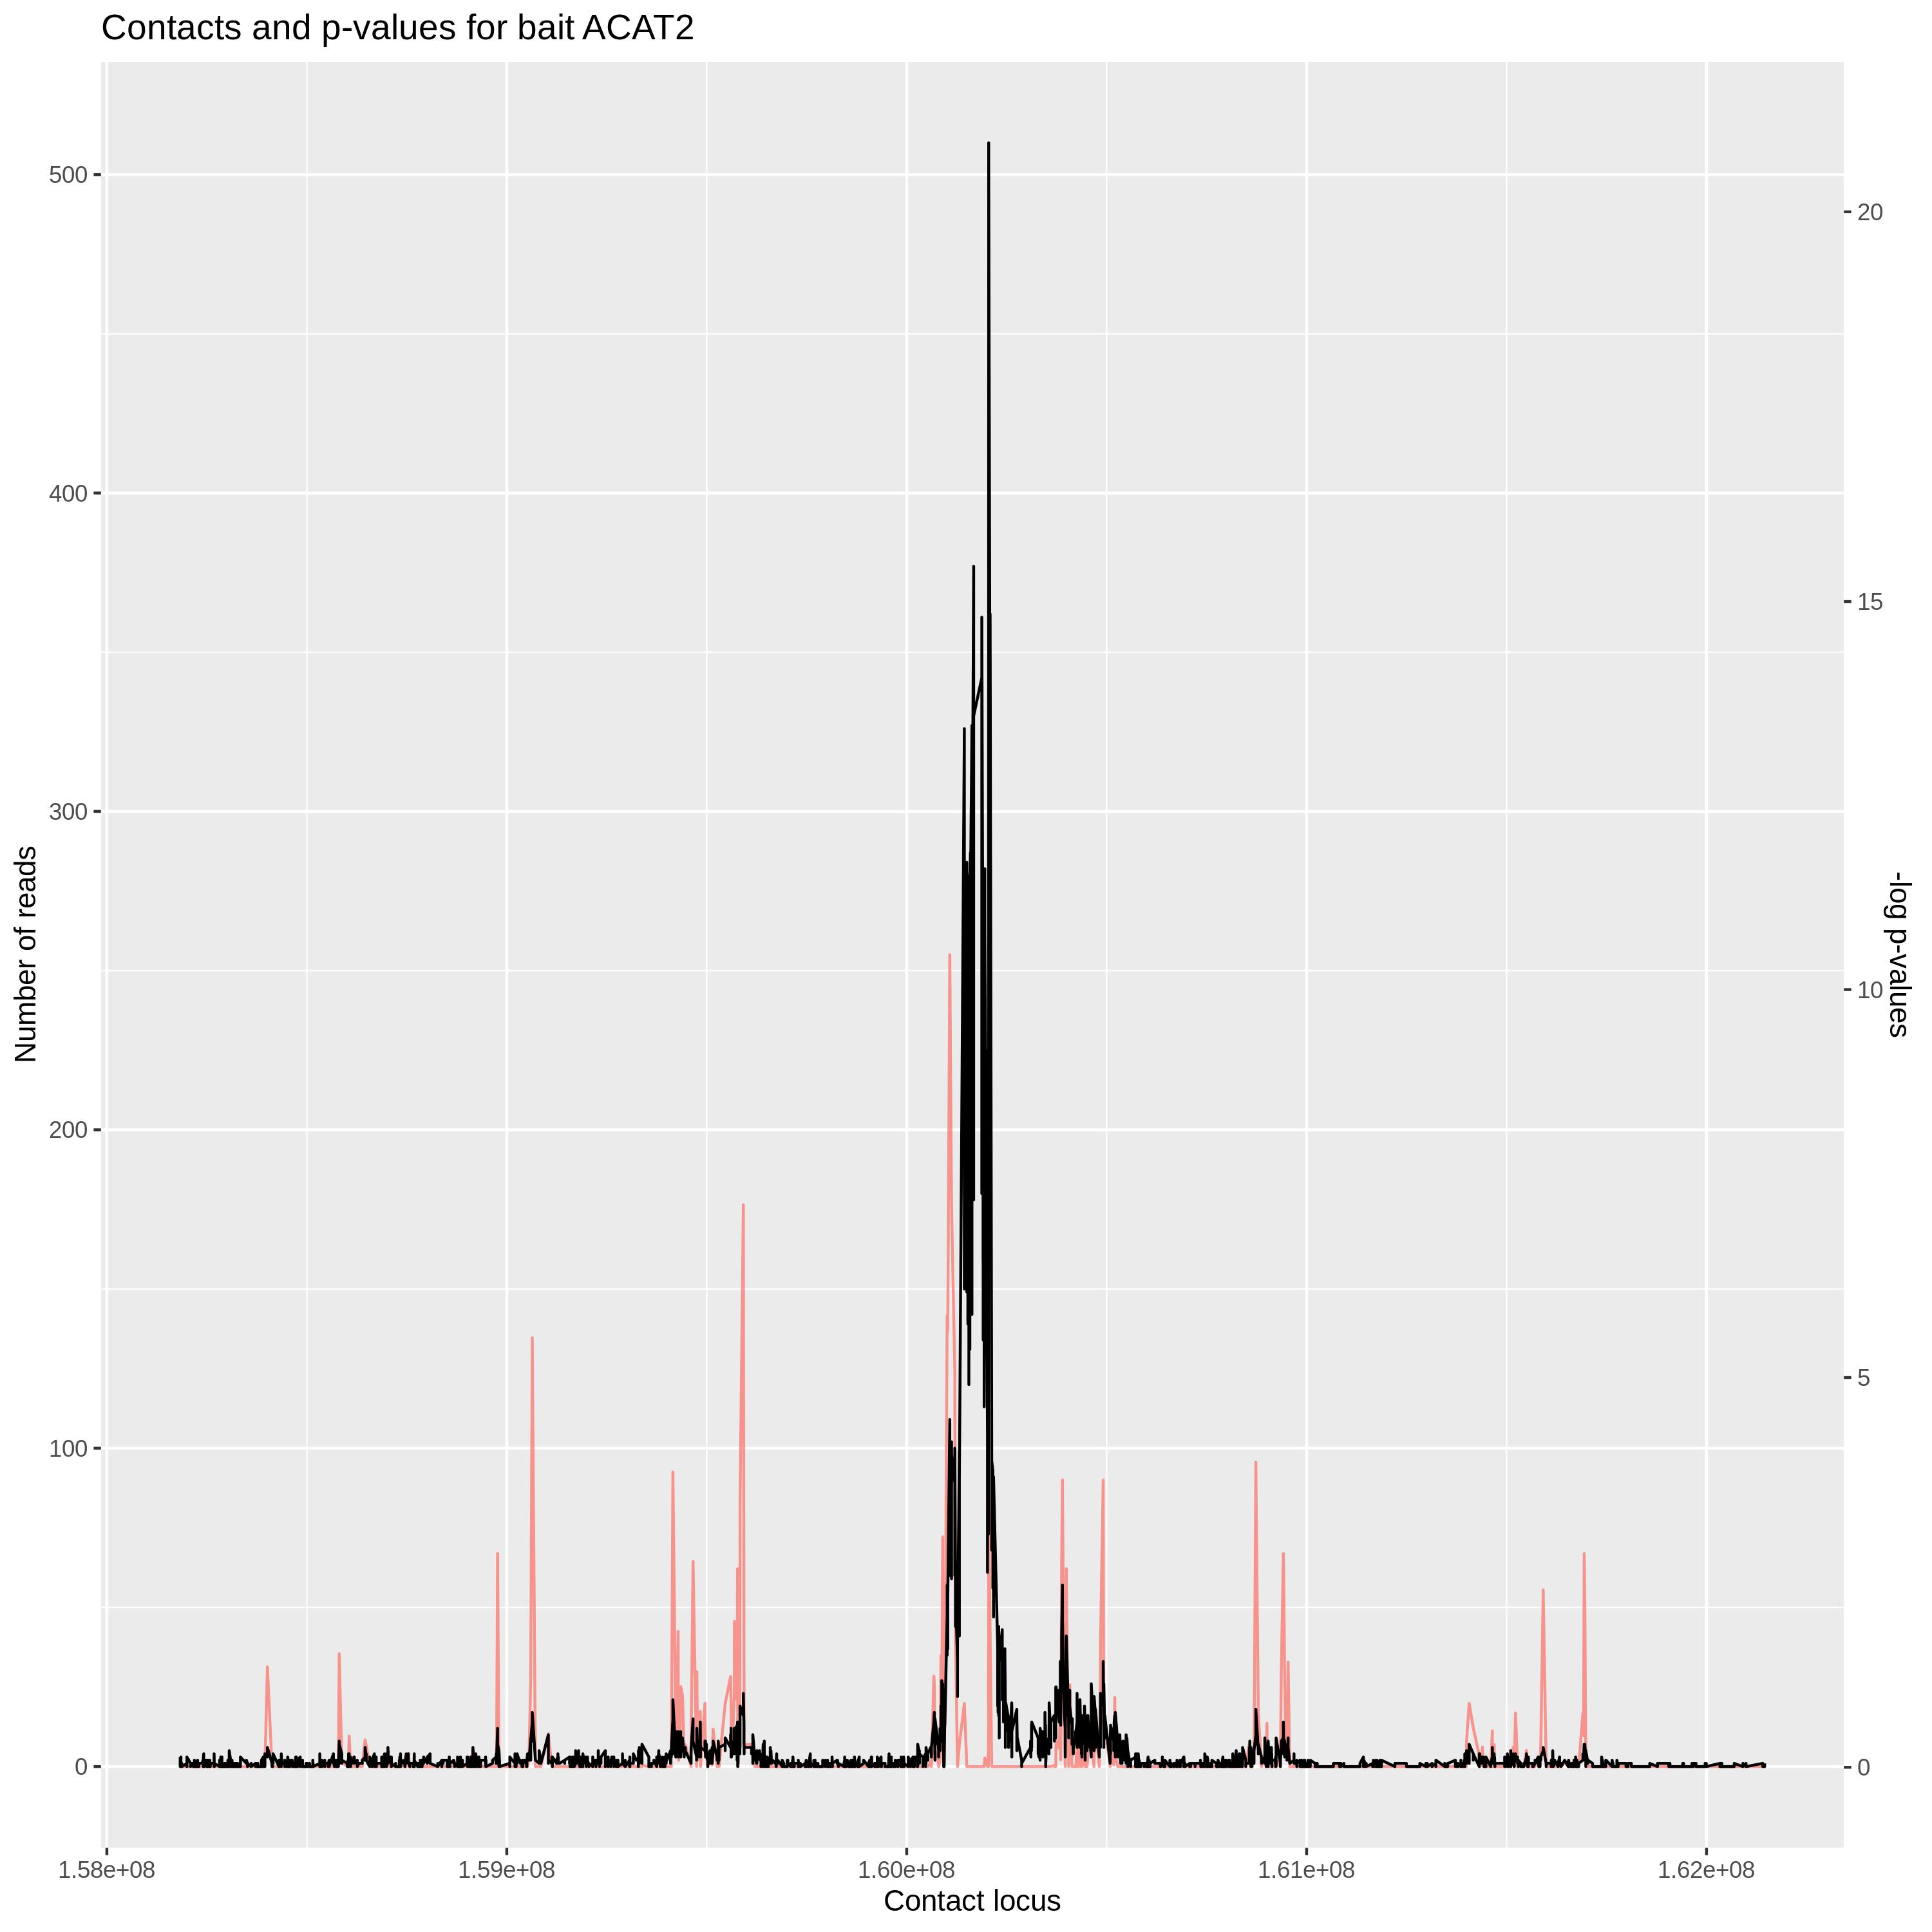 Contacts and p-values for bait ACAT2
500
400
300
200
100
0
Number of reads
20
15
10
5
0
-log p-values
1.58e+08
1.59e+08
1.60e+08
1.61e+08
1.62e+08
Contact locus